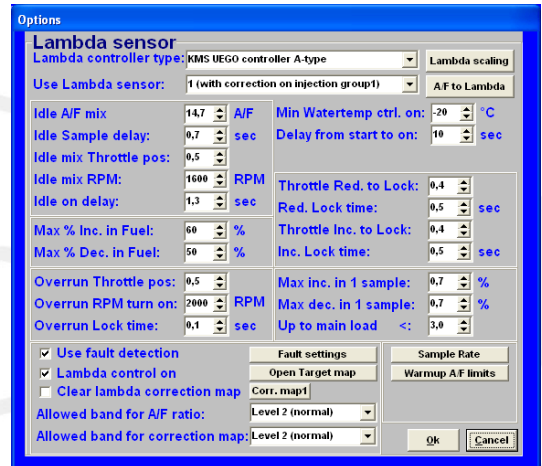 Options
Lambda sensor
Lambda controller type: KMS UEGO controller A-type Lambda scaling
Use Lambda sensor: 1 (with correction on injection group1) A/F to Lambda
Idle A/F mix 14,7 A/F
Idle Sample delay: 0,7 sec
Idle mix Throttle pos: 0,5
Idle mix RPM: 1600 RPM
Idle on delay: 1,3 sec
Min Watertemp ctrl. on: -20 °C
Delay from start to on: 10 sec
Max % Inc. in Fuel: 60 %
Max % Dec. in Fuel: 50 %
Throttle Red. to Lock: 0,4
Red. Lock time: 0,5 sec
Throttle Inc. to Lock: 0,4
Inc. Lock time: 0,5 sec
Overrun Throttle pos: 0,5
Overrun RPM turn on: 2000 RPM
Overrun Lock time: 0,1 sec
Max inc. in 1 sample: 0,7 %
Max dec. in 1 sample: 0,7 %
Up to main load <: 3,0
Use fault detection Fault settings
Lambda control on Open Target map
Clear lambda correction map Corr. map1
Allowed band for A/F ratio: Level 2 (normal)
Allowed band for correction map: Level 2 (normal)
Sample Rate
Warmup A/F limits
Ok Cancel